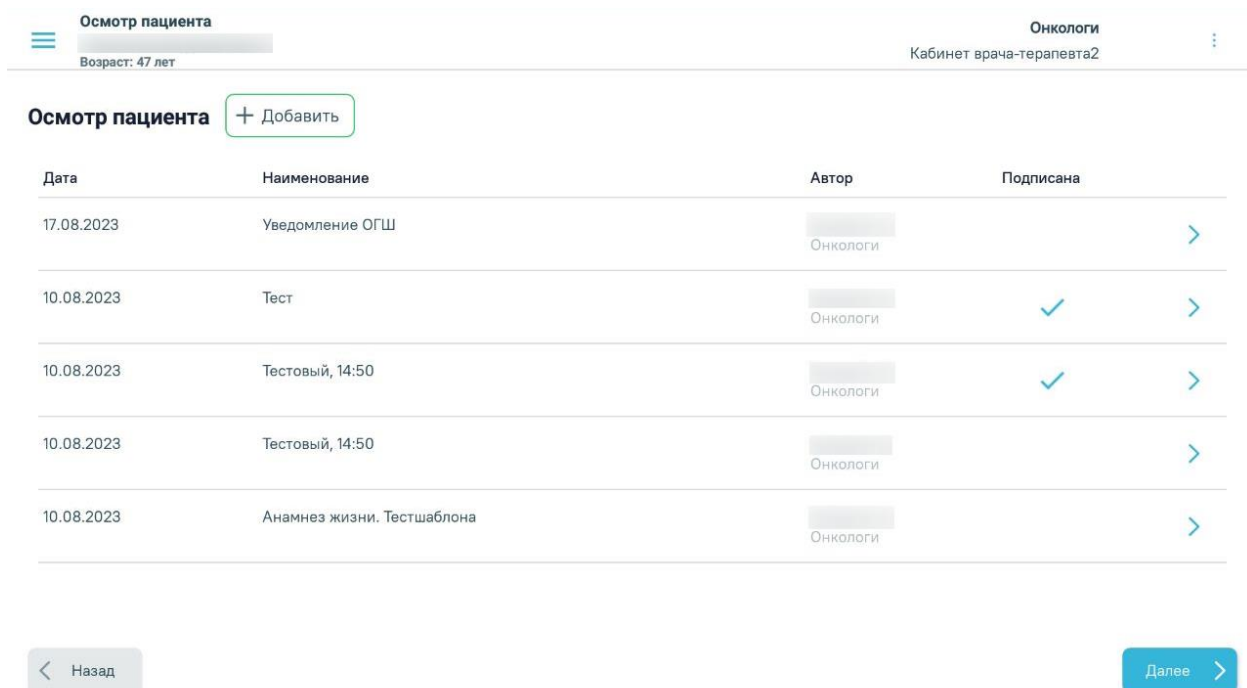 Осмотр пациента
Возраст: 47 лет
Онкологи
Кабинет врача-терапевта2
Осмотр пациента + Добавить
Дата Наименование Автор Подписана
17.08.2023 Уведомление ОГШ
Онкологи
10.08.2023 Тест
Онкологи
10.08.2023 Тестовый, 14:50
Онкологи
10.08.2023 Тестовый, 14:50
Онкологи
10.08.2023 Анамнез жизни. Тестшаблона
Онкологи
Назад Далее